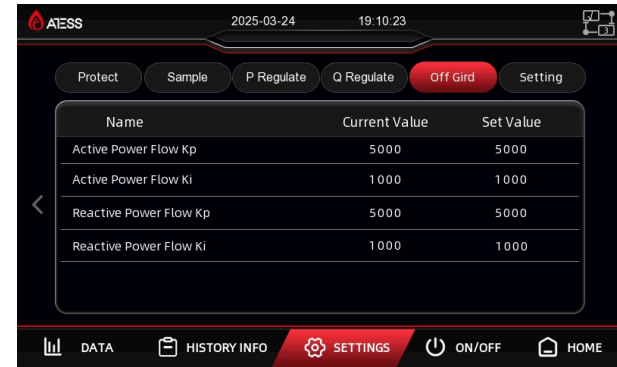 ATESS 2025-03-24 19:10:23
3
Protect Sample P Regulate Q Regulate Off Gird Setting
Name Current Value Set Value
Active Power Flow Kp 5000 5000
Active Power Flow Ki 1000 1000
Reactive Power Flow Kp 5000 5000
Reactive Power Flow Ki 1000 1000
DATA HISTORY INFO SETTINGS ON/OFF HOME